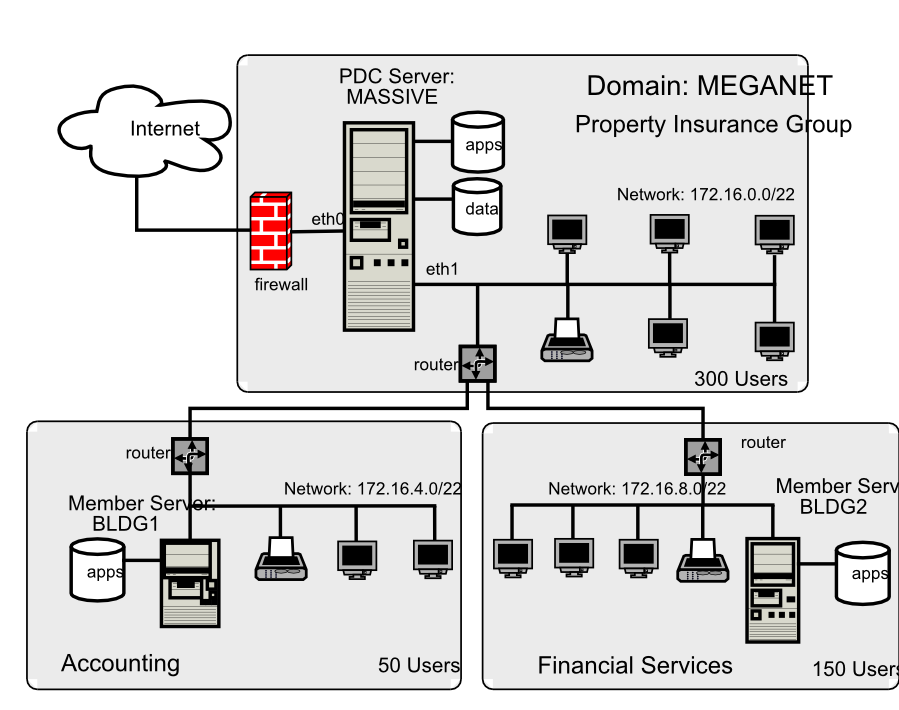 PDC Server:
MASSIVE
Domain: MEGANET
Property Insurance Group
Internet
apps
data
Network: 172.16.0.0/22
eth0
firewall
eth1
router
300 Users
router
Network: 172.16.4.0/22
Member Server:
BLDG1
apps
Accounting
50 Users
router
Network: 172.16.8.0/22
Member Serv
BLDG2
apps
Financial Services
150 Users